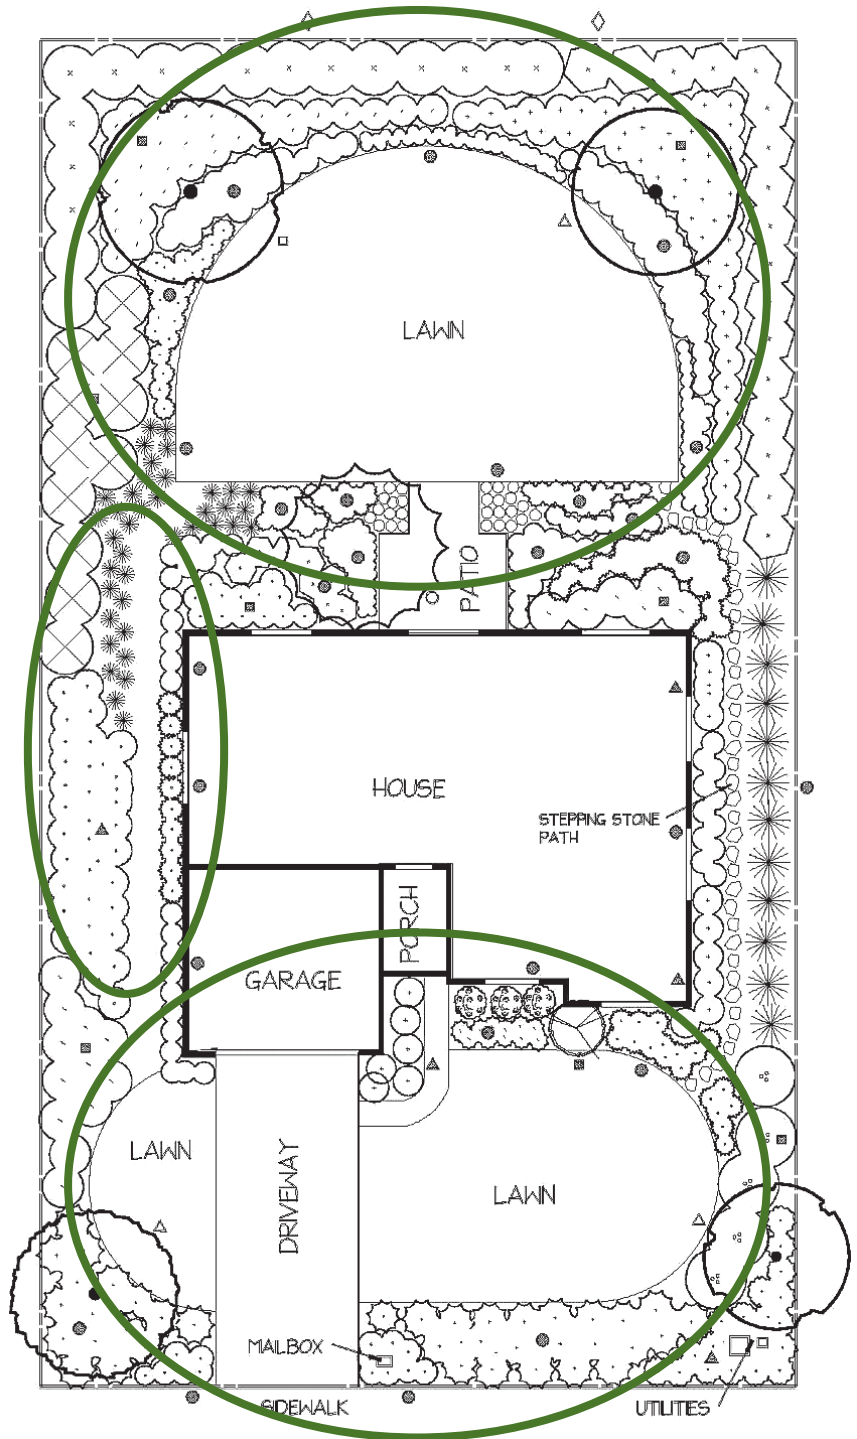 LAWN
PATIO
HOUSE
STEPPING STONE
PATH
PORCH
GARAGE
LAWN
DRIVEWAY
LAWN
MAILBOX
SIDEWALK
UTILITIES